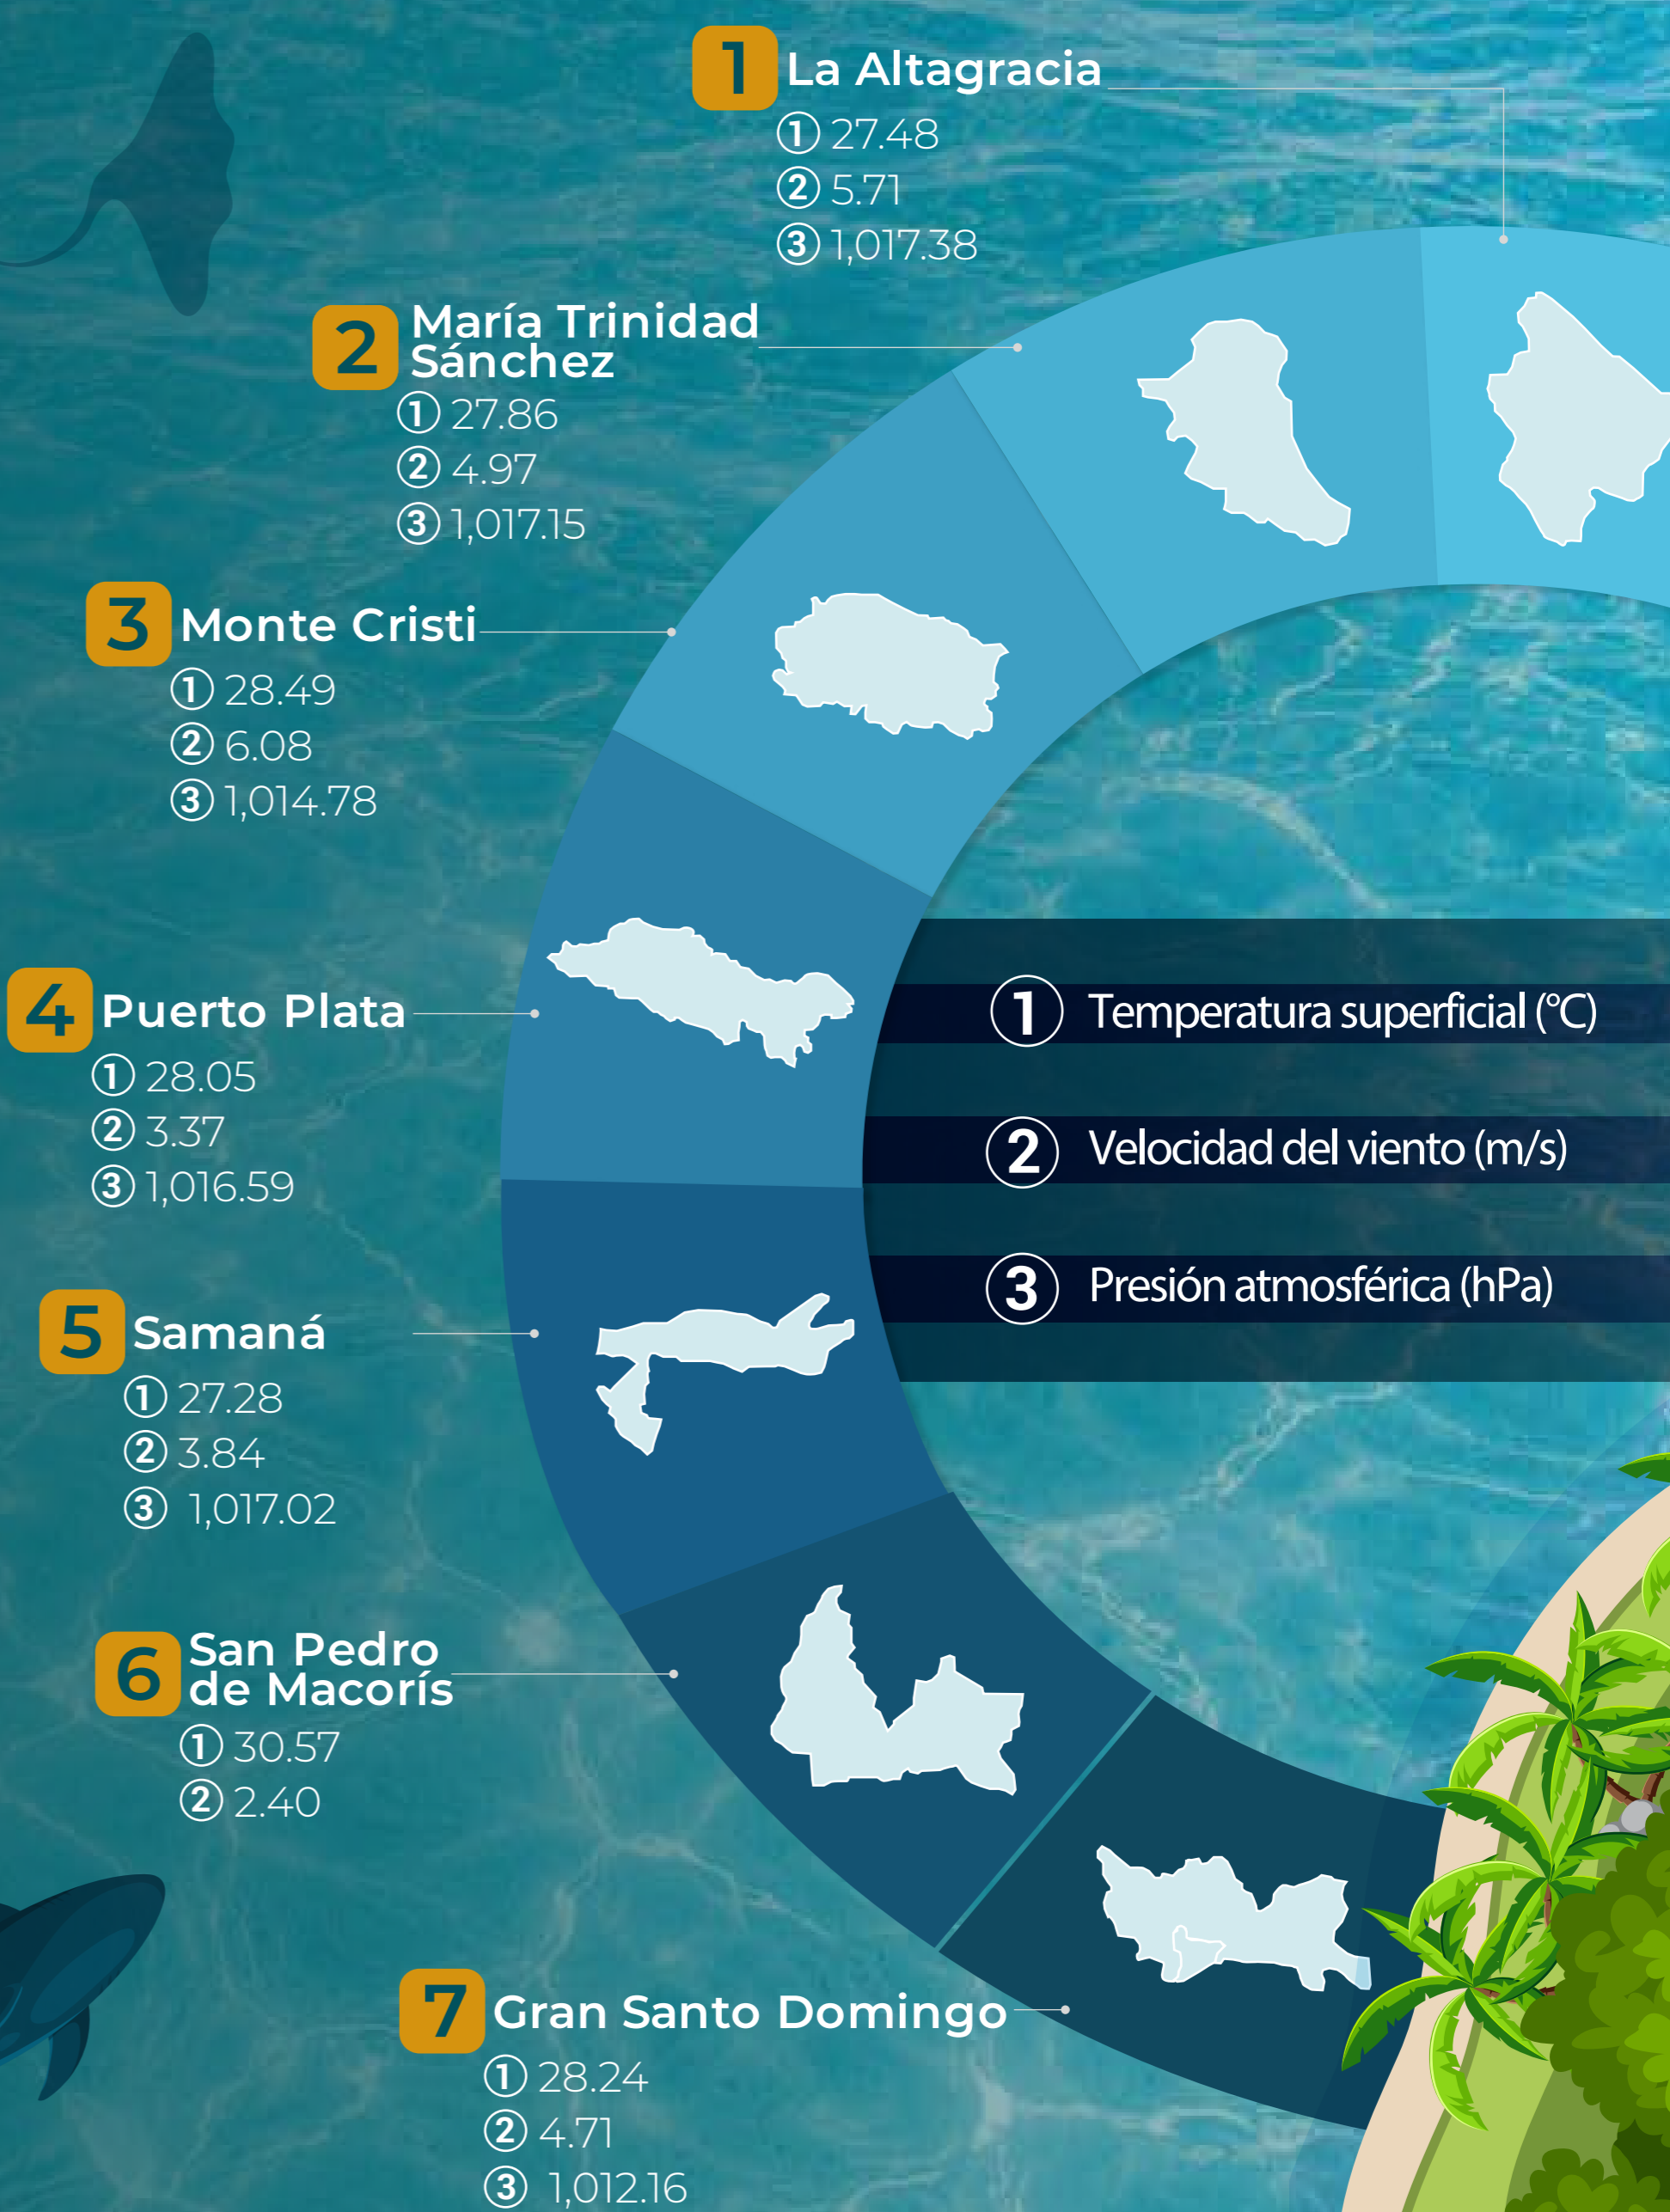 1 La Altagracia
1 27.48
2 5.71
3 1,017.38
2 María Trinidad
Sánchez
1 27.86
2 4.97
3 1,017.15
3 Monte Cristi
1 28.49
2 6.08
3 1,014.78
4 Puerto Plata
1 28.05
2 3.37
3 1,016.59
5 Samaná
1 27.28
2 3.84
3 1,017.02
6 San Pedro
de Macorís
1 30.57
2 2.40
7 Gran Santo Domingo
1 28.24
2 4.71
3 1,012.16
1 Temperatura superficial (°C)
2 Velocidad del viento (m/s)
3 Presión atmosférica (hPa)